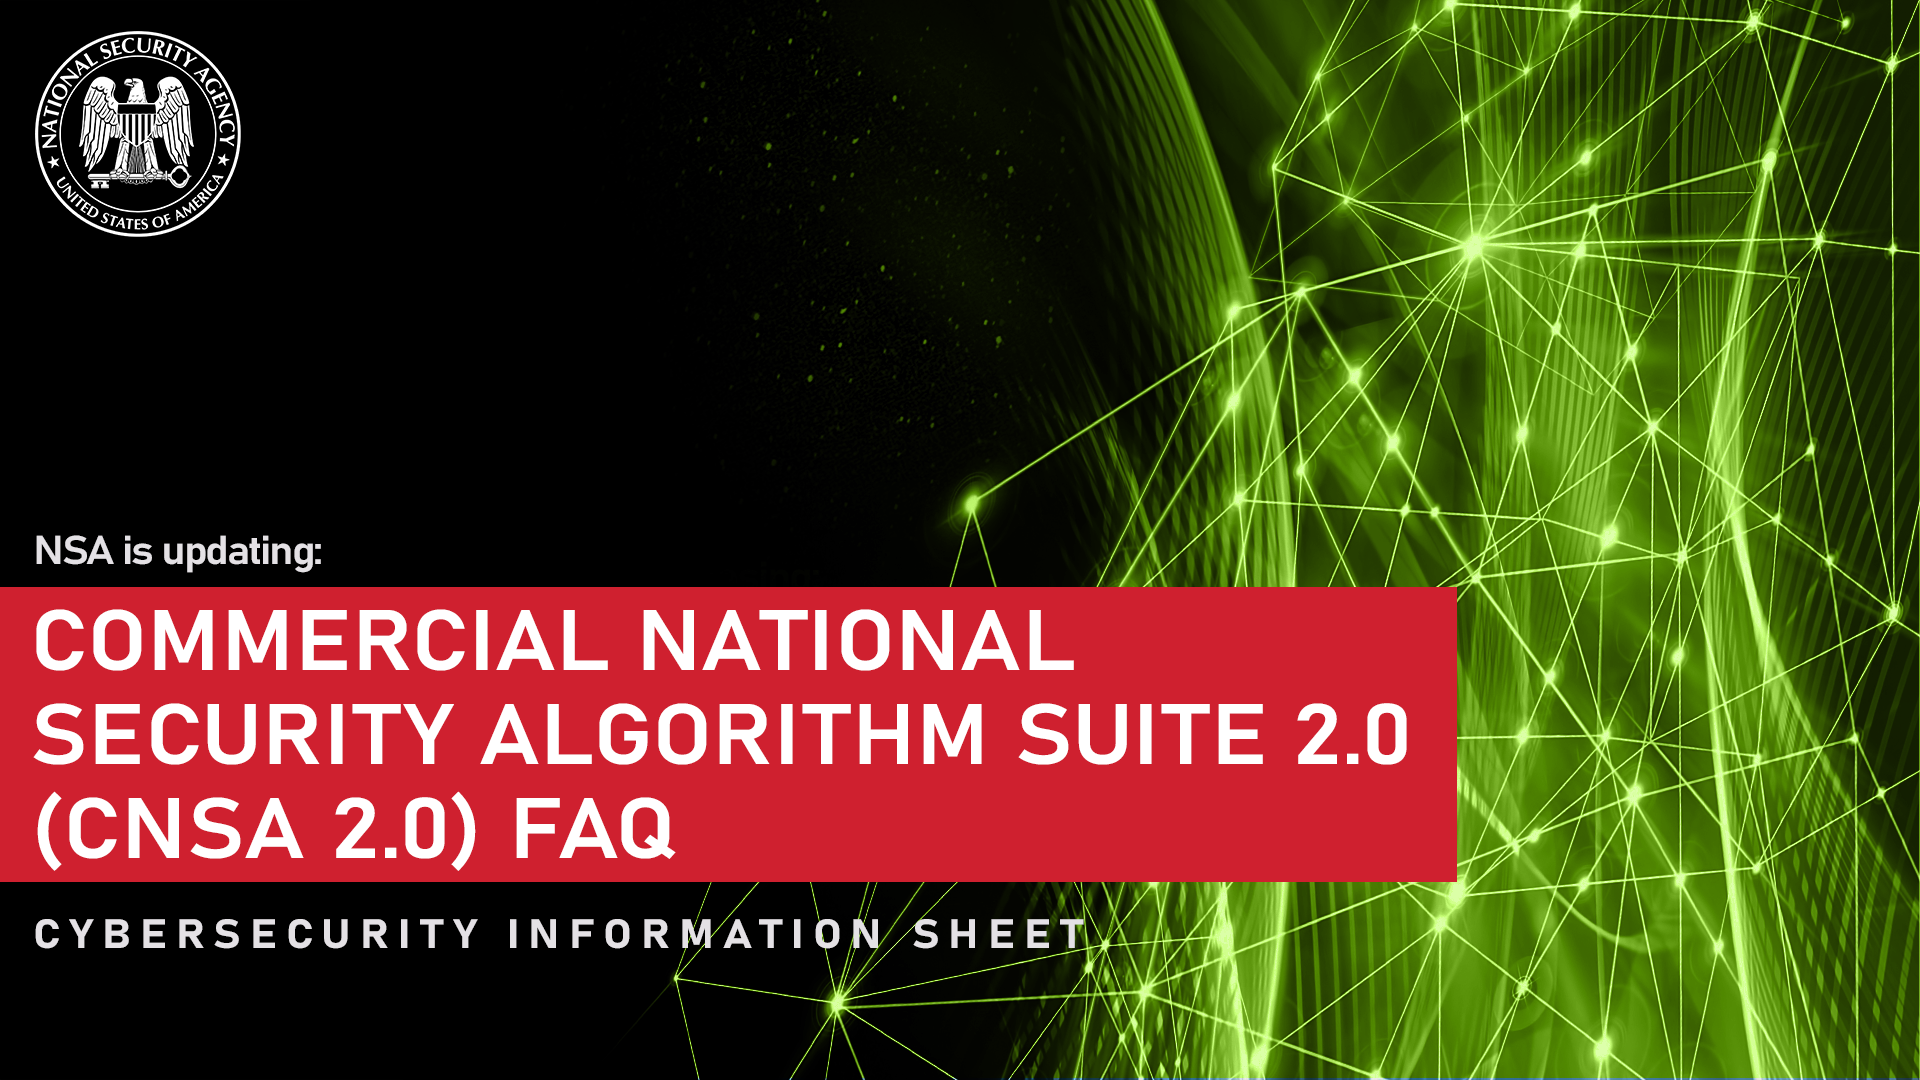 NATIONAL SECURITY AGENCY
UNITED STATES OF AMERICA
NSA is updating:
COMMERCIAL NATIONAL
SECURITY ALGORITHM SUITE 2.0
(CNSA 2.0) FAQ
CYBERSECURITY INFORMATION SHEET